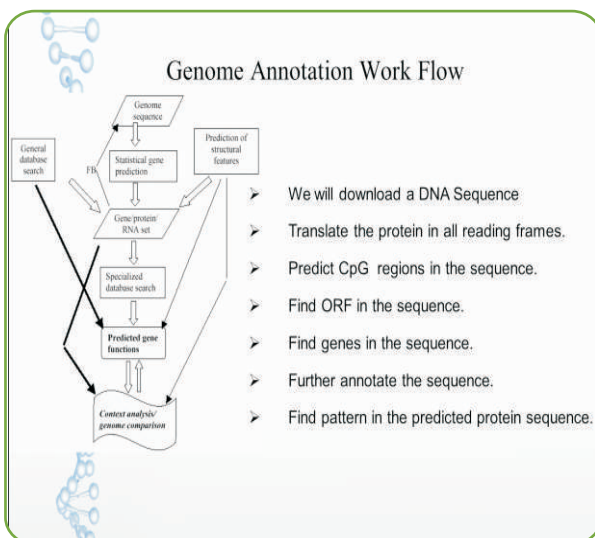 Genome Annotation Work Flow
Genome
sequence
General
database
search
FB
Statistical gene
prediction
Prediction of
structural
features
Gene/protein/
RNA set
Specialized
database search
Predicted gene
functions
Context analysis/
genome comparison
➢ We will download a DNA Sequence
➢ Translate the protein in all reading frames.
➢ Predict CpG regions in the sequence.
➢ Find ORF in the sequence.
➢ Find genes in the sequence.
➢ Further annotate the sequence.
➢ Find pattern in the predicted protein sequence.